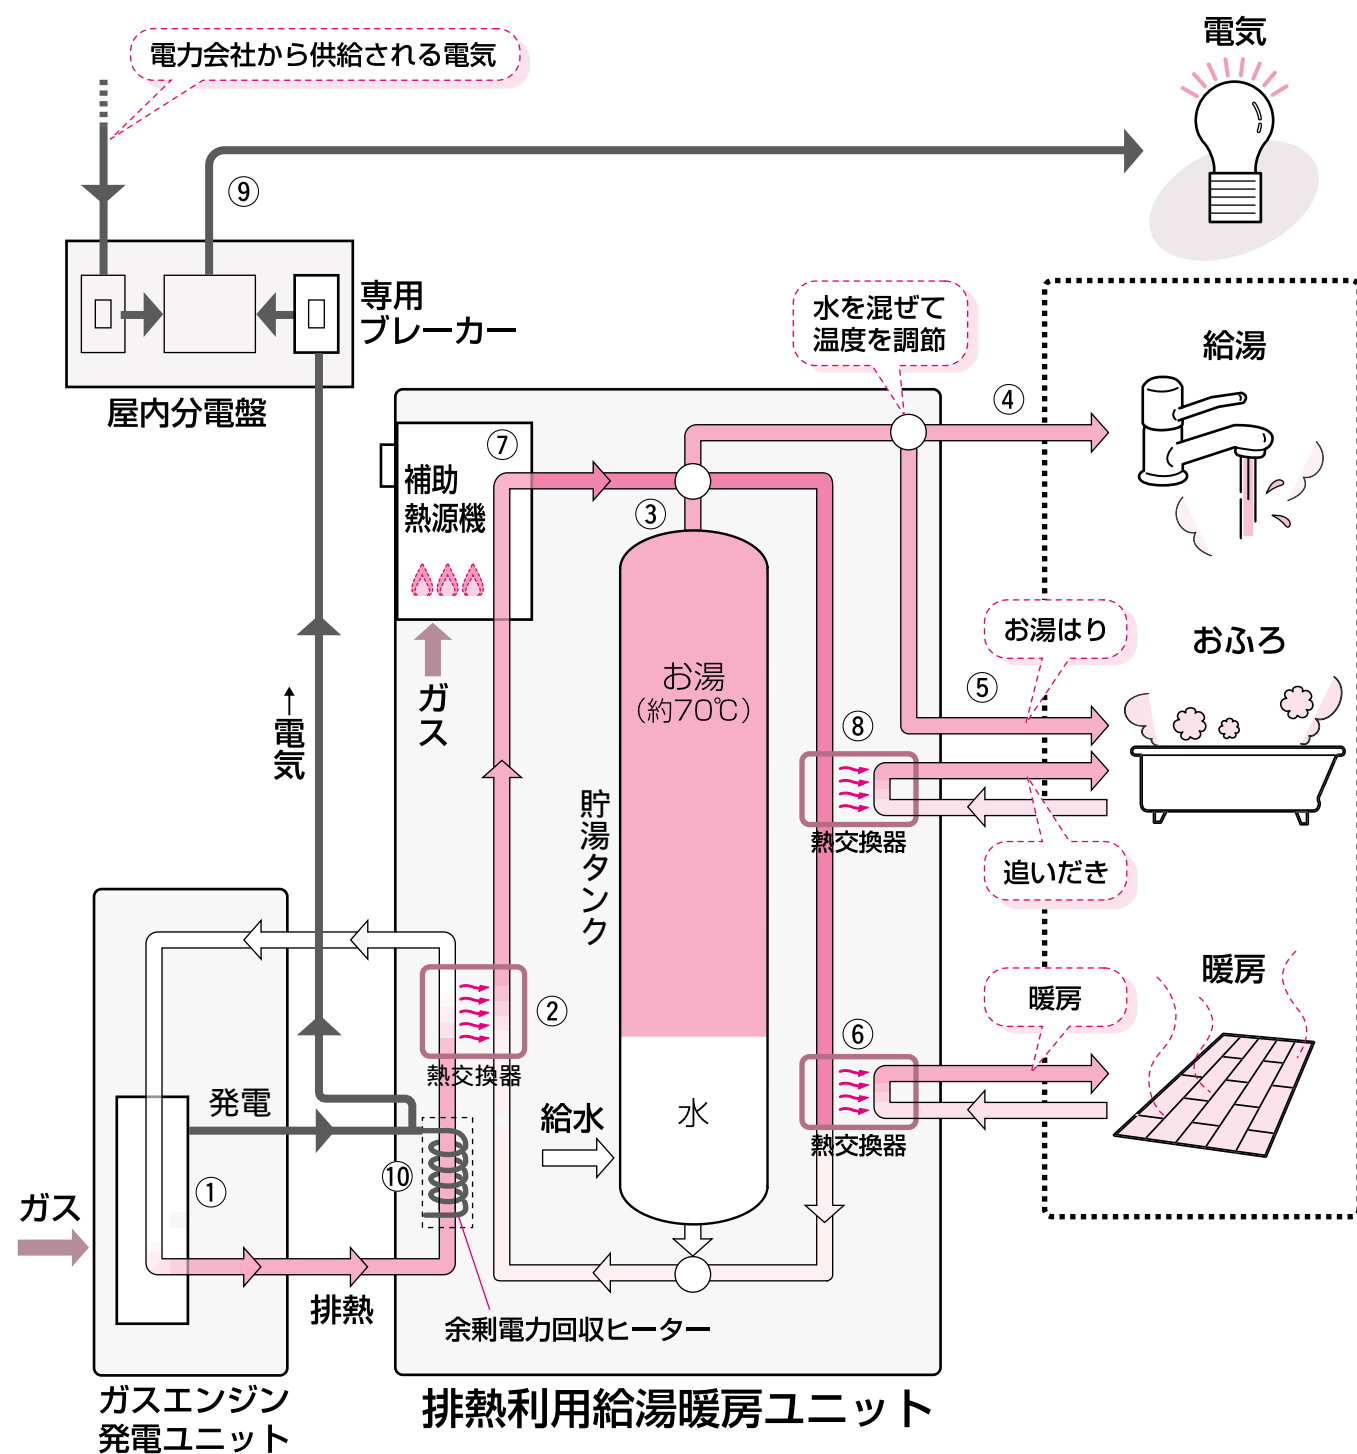 電力会社から供給される電気
電気
⑨
専用
ブレーカー
屋内分電盤
水を混ぜて
温度を調節
④
給湯
⑦
補助
熱源機
③
ガス
お湯
(約70℃)
貯湯タンク
お湯はり
⑤
おふろ
⑧
熱交換器
追いだき
→電気
②
熱交換器
暖房
暖房
⑥
熱交換器
発電
①
⑩
給水
水
ガス
排熱
余剰電力回収ヒーター
ガスエンジン
発電ユニット
排熱利用給湯暖房ユニット